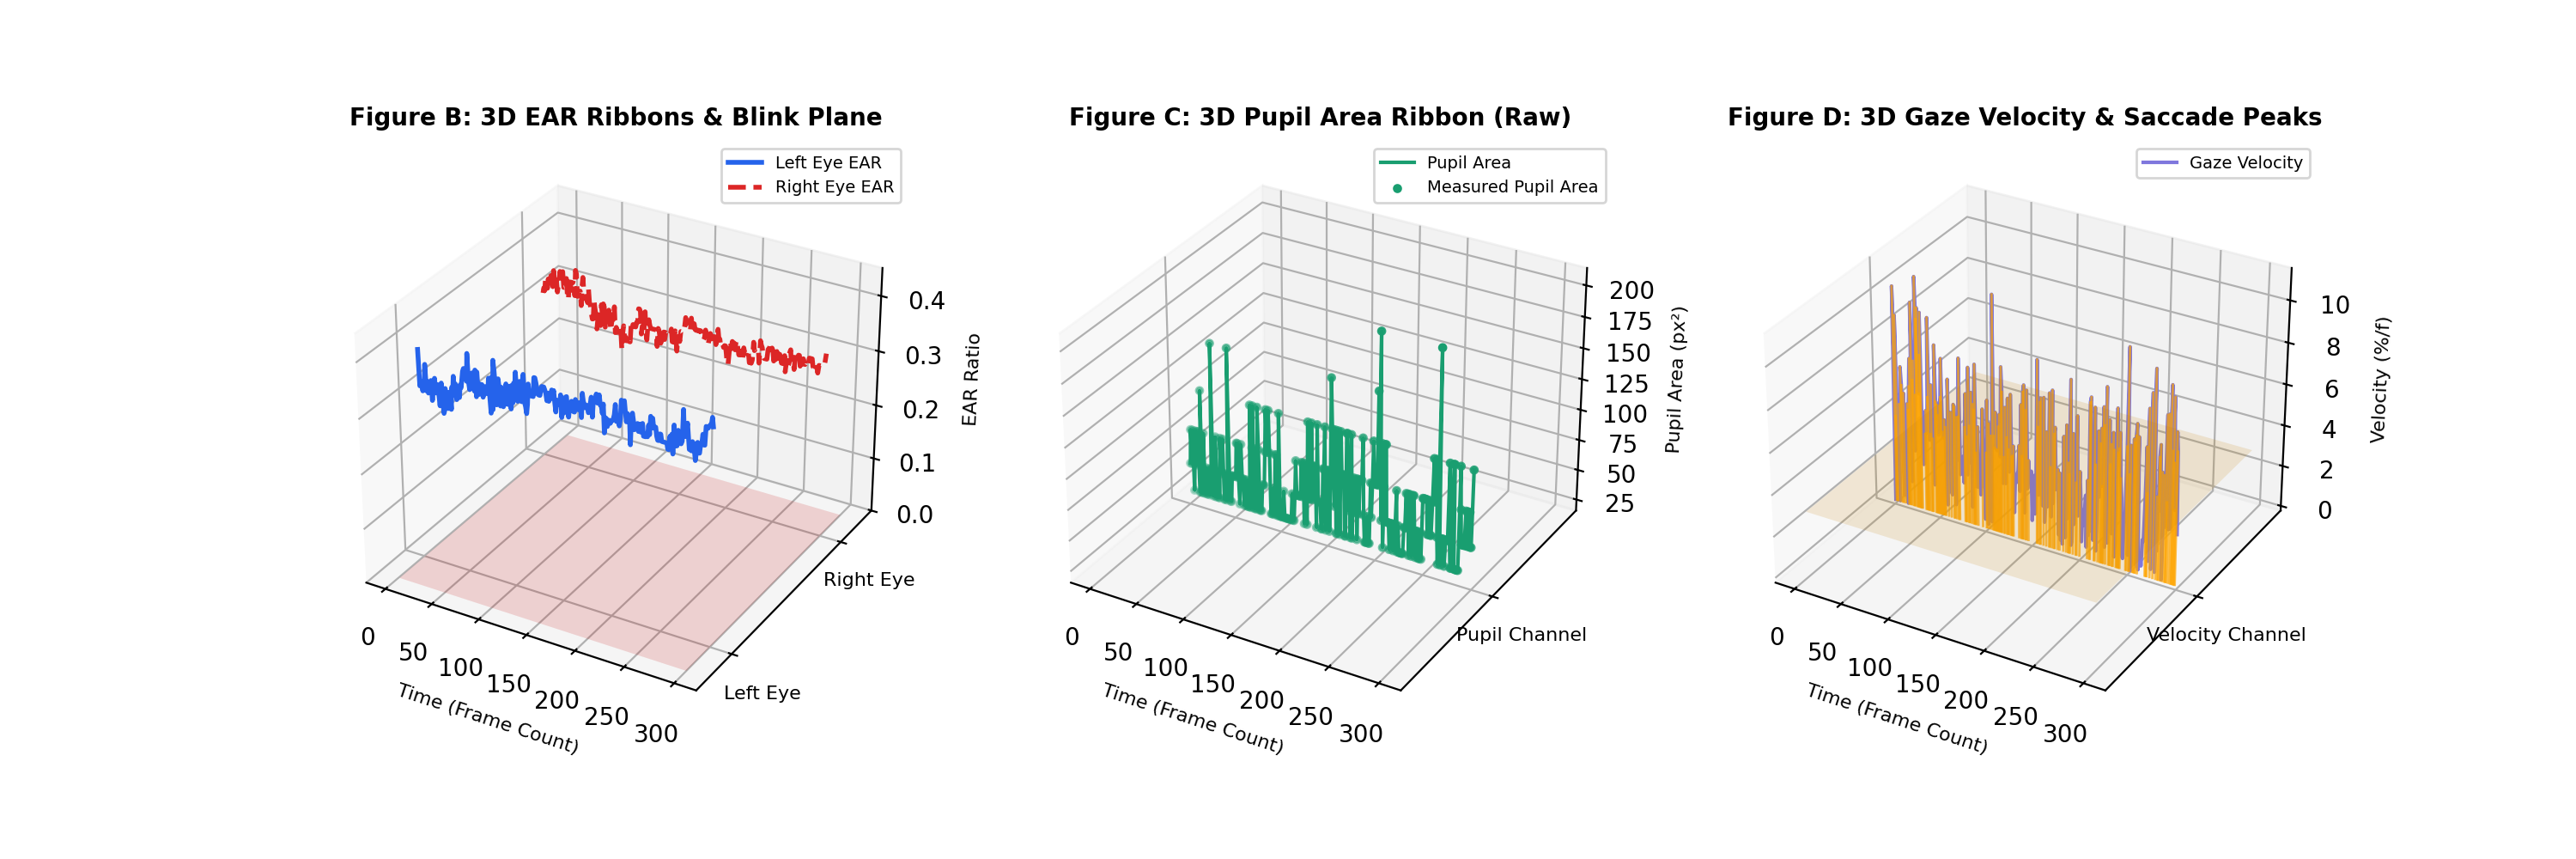 Figure B: 3D EAR Ribbons & Blink Plane
Left Eye EAR
Right Eye EAR
0.4
0.3
0.2
0.1
0.0
EAR Ratio
Right Eye
Left Eye
0
50
100
150
200
250
300
Time (Frame Count)
Figure C: 3D Pupil Area Ribbon (Raw)
Pupil Area
Measured Pupil Area
200
175
150
125
100
75
50
25
Pupil Area (px²)
Pupil Channel
0
50
100
150
200
250
300
Time (Frame Count)
Figure D: 3D Gaze Velocity & Saccade Peaks
Gaze Velocity
10
8
6
4
2
0
Velocity (%/f)
Velocity Channel
0
50
100
150
200
250
300
Time (Frame Count)